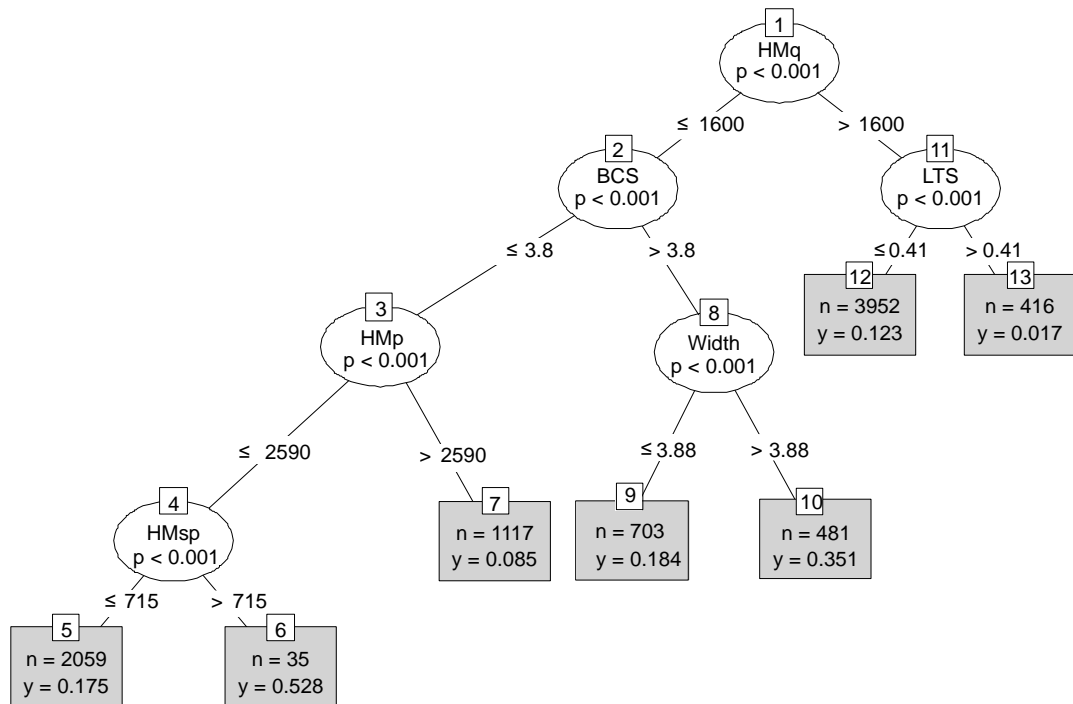 1
HMq
p < 0.001
≤ 1600
> 1600
2
BCS
p < 0.001
11
LTS
p < 0.001
≤ 3.8
> 3.8
≤0.41
> 0.41
3
HMp
p < 0.001
8
Width
p < 0.001
12
n = 3952
y = 0.123
13
n = 416
y = 0.017
≤ 2590
> 2590
≤3.88
> 3.88
4
HMsp
p < 0.001
7
n = 1117
y = 0.085
9
n = 703
y = 0.184
10
n = 481
y = 0.351
≤ 715
> 715
5
n = 2059
y = 0.175
6
n = 35
y = 0.528